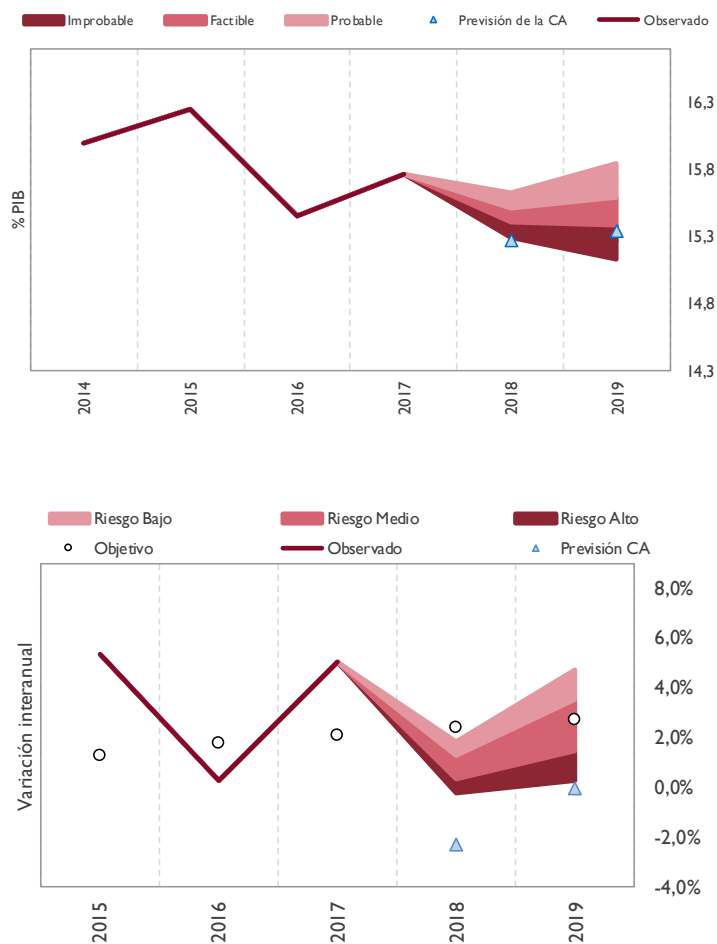 Improbable Factible Probable Previsión de la CA Observado
% PIB
16,3
15,8
15,3
14,8
14,3
2014 2015 2016 2017 2018 2019
Riesgo Bajo Riesgo Medio Riesgo Alto
Objetivo Observado Previsión CA
Variación interanual
8,0%
6,0%
4,0%
2,0%
0,0%
-2,0%
-4,0%
2015 2016 2017 2018 2019